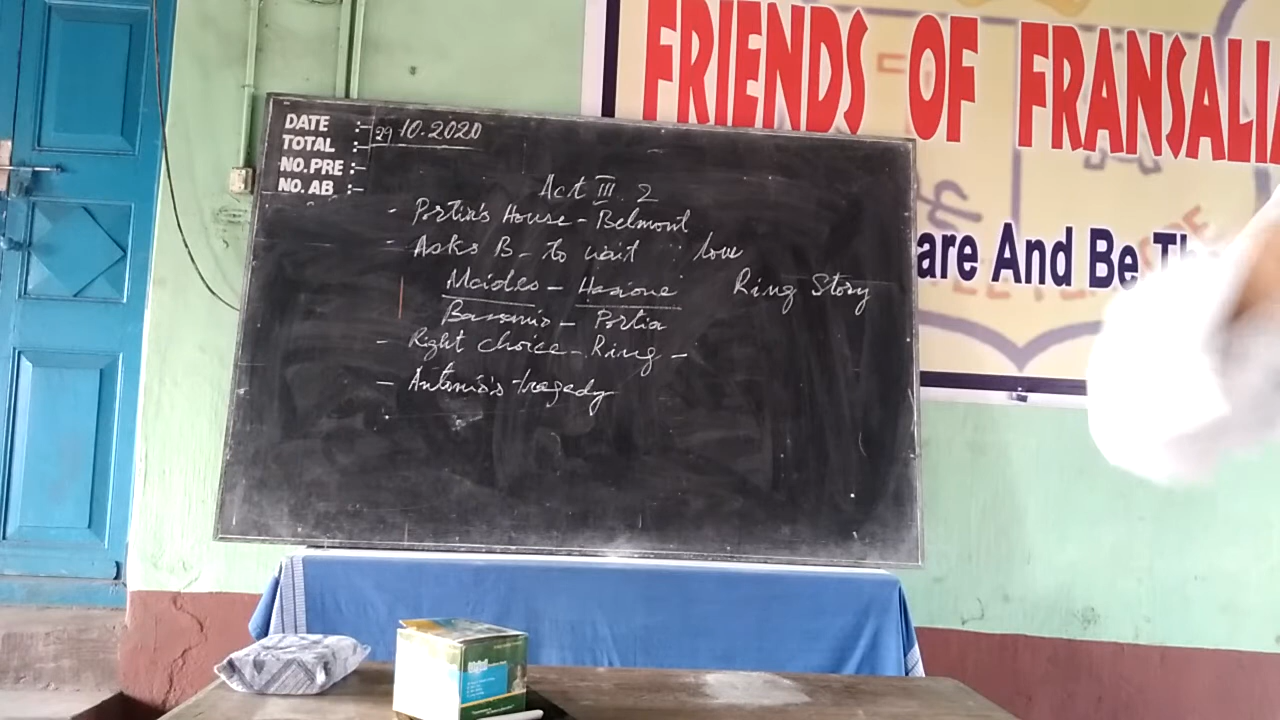 FRIENDS OF FRANSALIA
are And Be Th
DATE :- 29 10.2020
TOTAL :-
NO.PRE :-
NO. AB :-
Act III. 2
- Portia's House - Belmont
- Asks B - to wait : love
Alcides - Hesione Ring Story
Bassanio - Portia
- Right choice - Ring -
- Antonio's tragedy